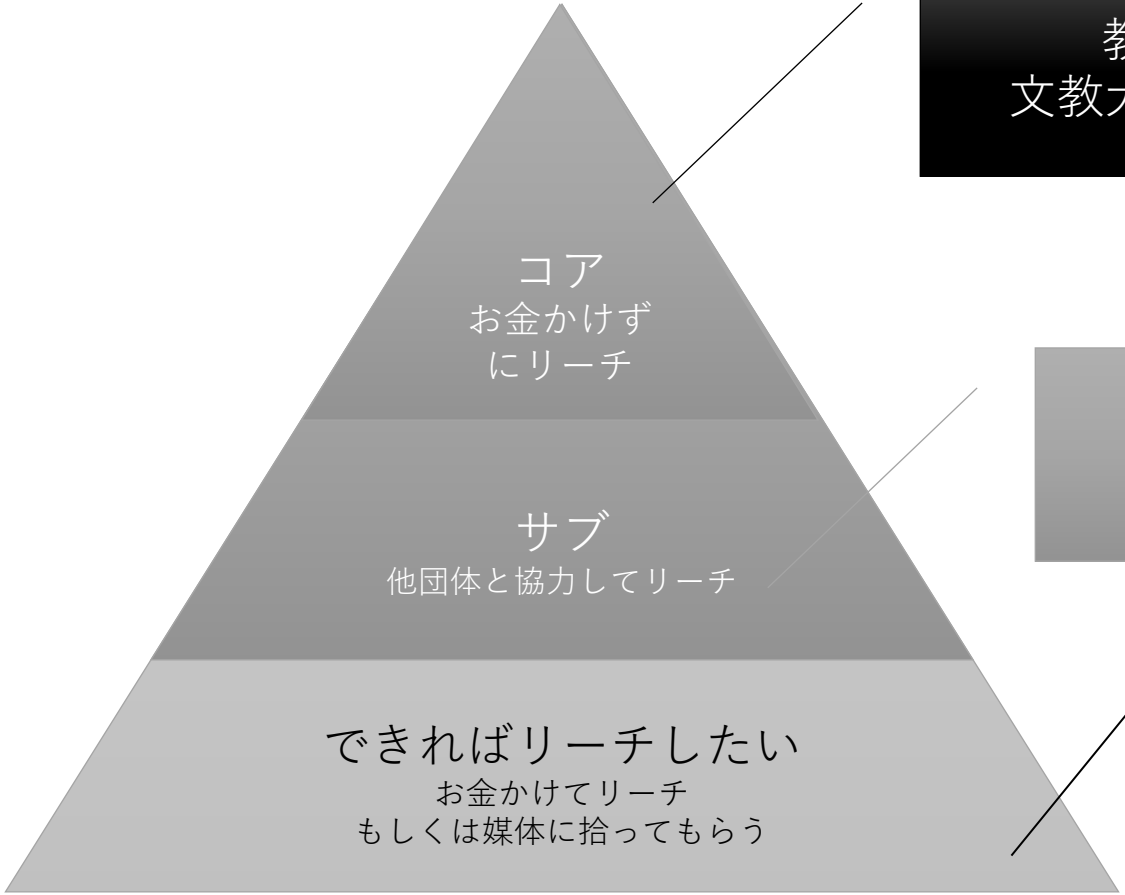 教
文教大
コア
お金かけず
にリーチ
サブ
他団体と協力してリーチ
できればリーチしたい
お金かけてリーチ
もしくは媒体に拾ってもらう